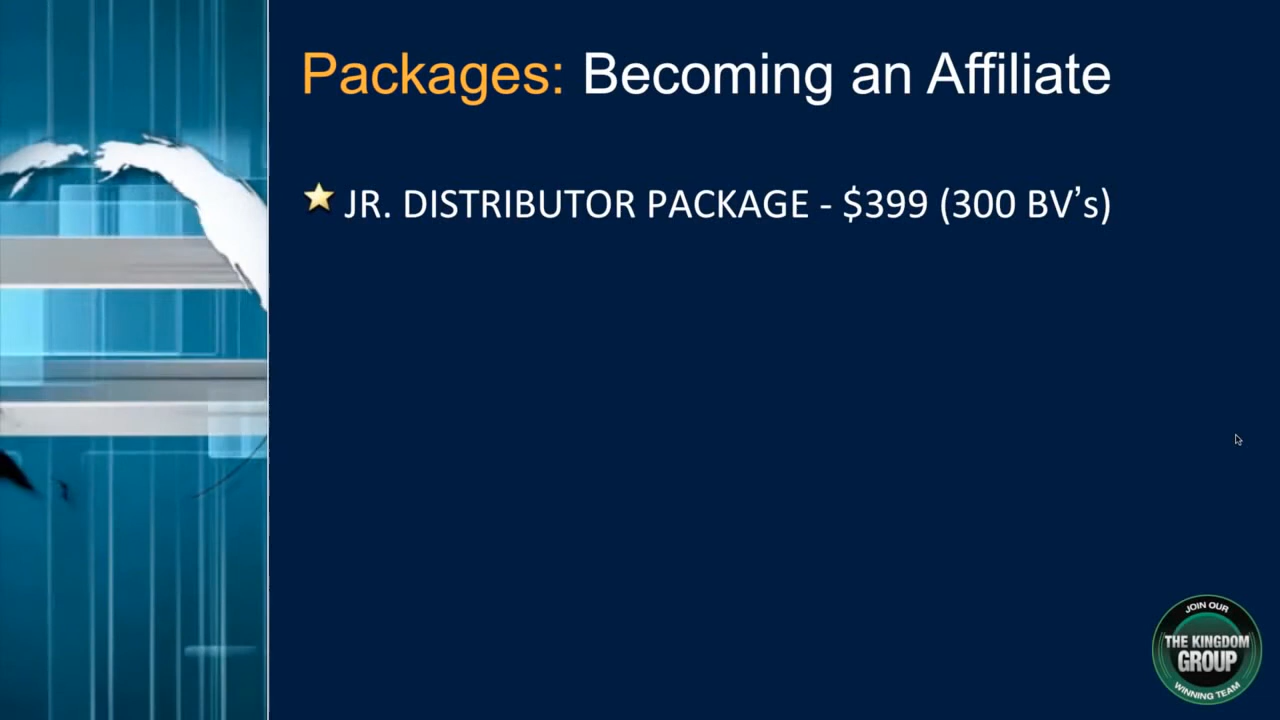 Packages: Becoming an Affiliate
JR. DISTRIBUTOR PACKAGE - $399 (300 BV’s)
JOIN OUR
THE KINGDOM
GROUP
WINNING TEAM